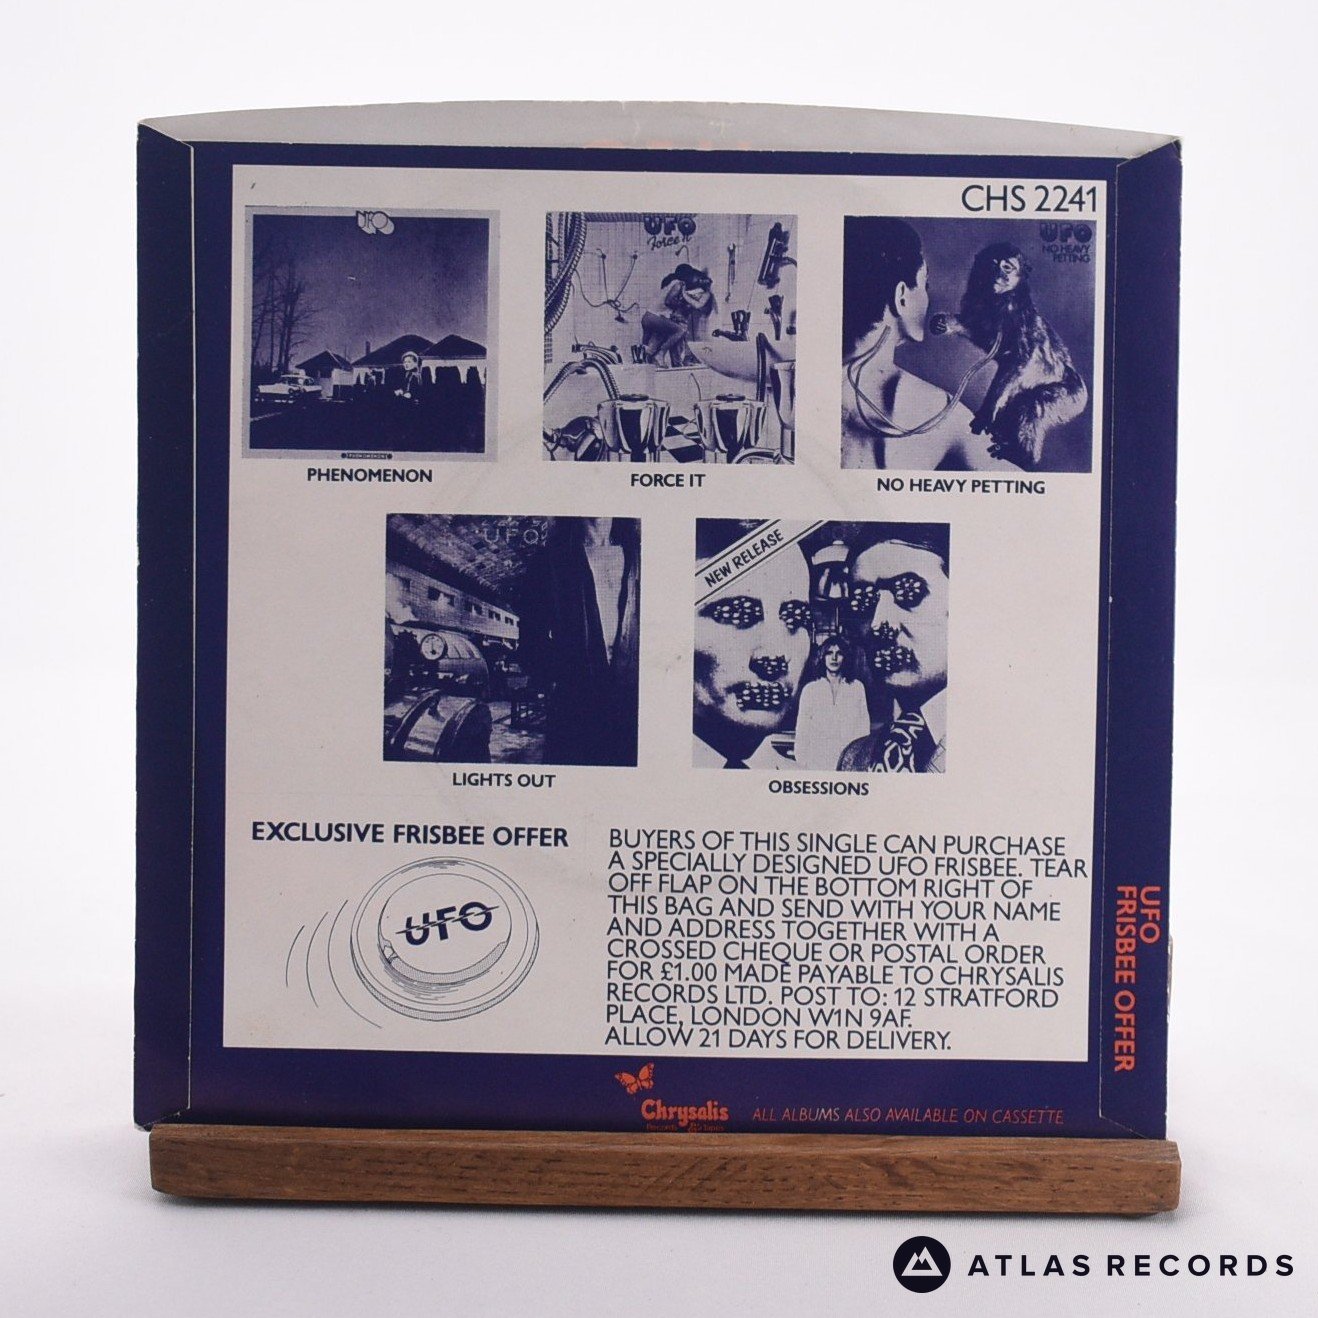 CHS 2241
UFO
UFO
Force It
UFO
NO HEAVY
PETTING
PHENOMENON
PHENOMENON
FORCE IT
NO HEAVY PETTING
UFO
NEW RELEASE
LIGHTS OUT
OBSESSIONS
EXCLUSIVE FRISBEE OFFER
UFO
BUYERS OF THIS SINGLE CAN PURCHASE
A SPECIALLY DESIGNED UFO FRISBEE. TEAR
OFF FLAP ON THE BOTTOM RIGHT OF
THIS BAG AND SEND WITH YOUR NAME
AND ADDRESS TOGETHER WITH A
CROSSED CHEQUE OR POSTAL ORDER
FOR £1.00 MADE PAYABLE TO CHRYSALIS
RECORDS LTD. POST TO: 12 STRATFORD
PLACE, LONDON W1N 9AF.
ALLOW 21 DAYS FOR DELIVERY.
UFO
FRISBEE OFFER
Chrysalis
Records & Tapes
ALL ALBUMS ALSO AVAILABLE ON CASSETTE
ATLAS RECORDS